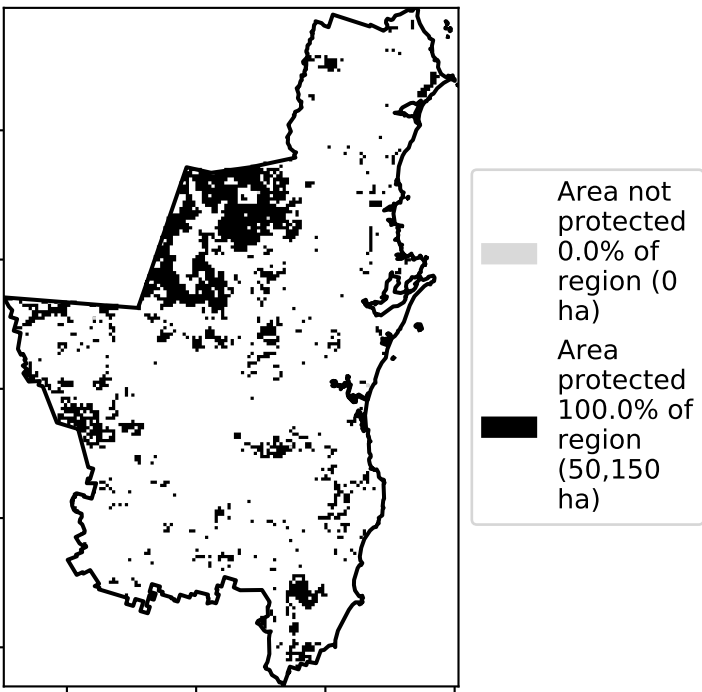 Area not
protected
0.0% of
region (0
ha)
Area
protected
100.0% of
region
(50,150
ha)